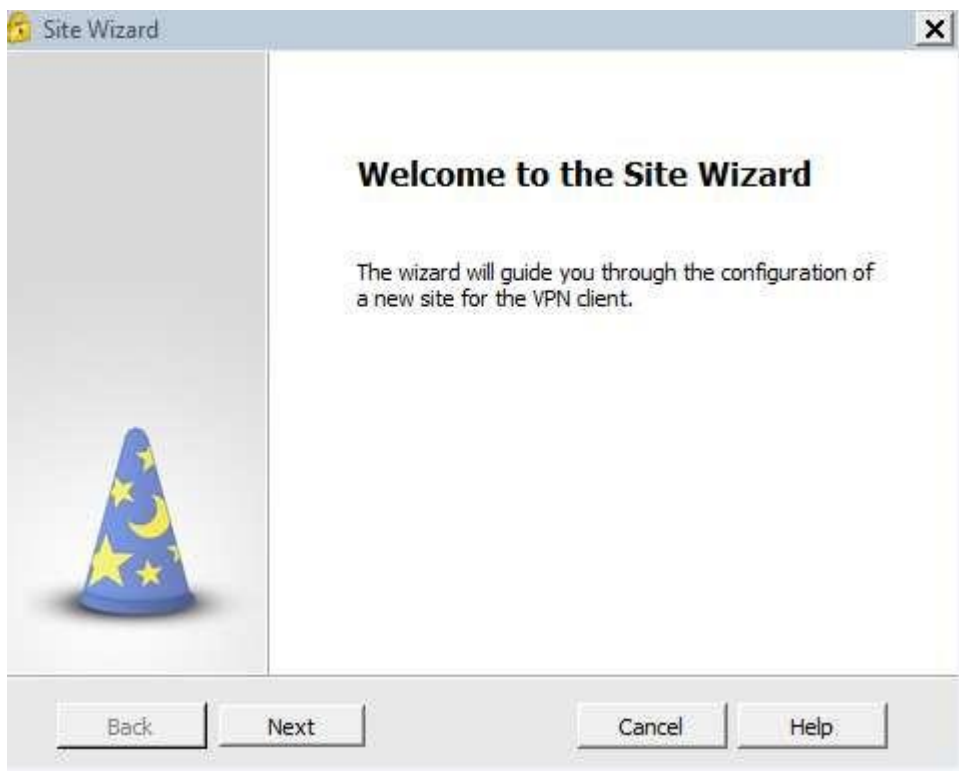 Site Wizard
Welcome to the Site Wizard
The wizard will guide you through the configuration of
a new site for the VPN client.
Back
Next
Cancel
Help